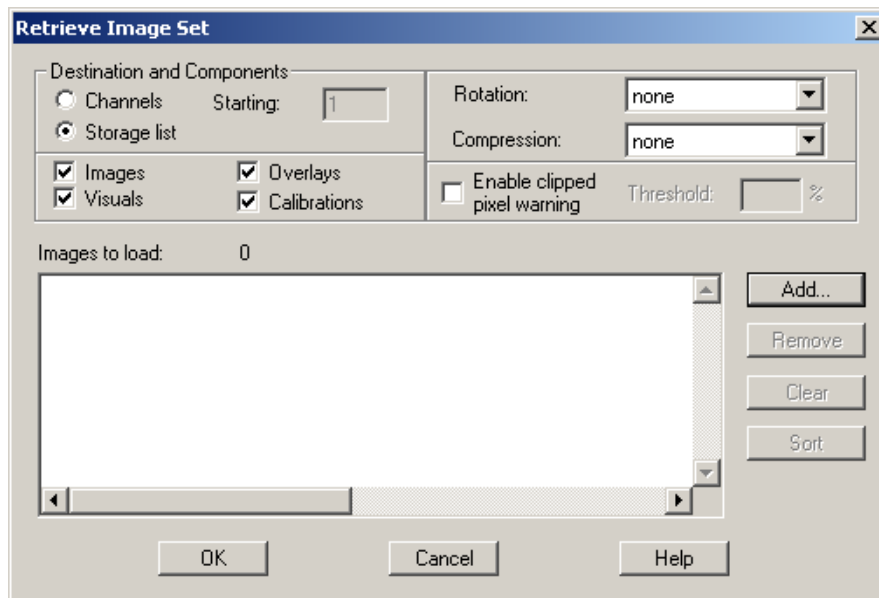 Retrieve Image Set
Destination and Components
Channels Starting: 1
Storage list
Rotation: none
Compression: none
Images Overlays
Visuals Calibrations
Enable clipped
pixel warning
Threshold: %
Images to load: 0
Add...
Remove
Clear
Sort
OK Cancel Help